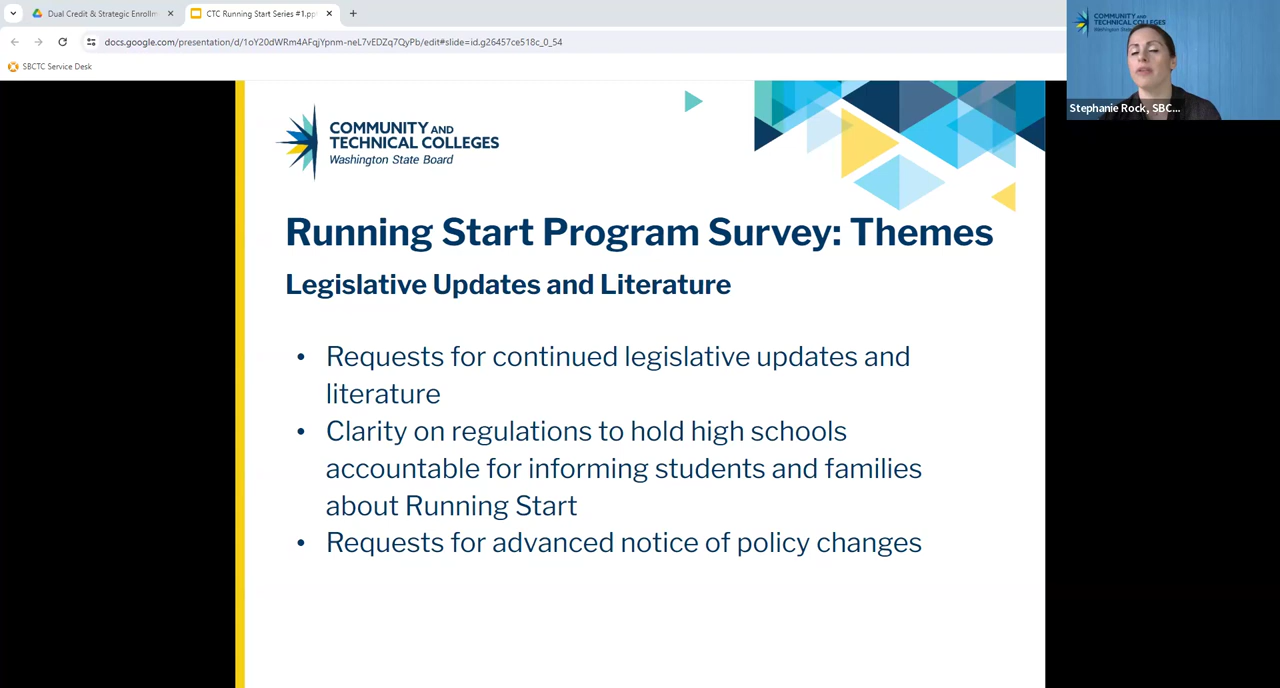 Dual Credit & Strategic Enrollm
CTC Running Start Series #1.pp
docs.google.com/presentation/d/1oY20dWRm4AFqjYpnm-neL7vEDZq7QyPb/edit#slide=id.g26457ce518c_0_54
SBCTC Service Desk
COMMUNITY AND
TECHNICAL COLLEGES
Washington State Board
Stephanie Rock, SBC...
COMMUNITY AND
TECHNICAL COLLEGES
Washington State Board
Running Start Program Survey: Themes
Legislative Updates and Literature
• Requests for continued legislative updates and
literature
• Clarity on regulations to hold high schools
accountable for informing students and families
about Running Start
• Requests for advanced notice of policy changes